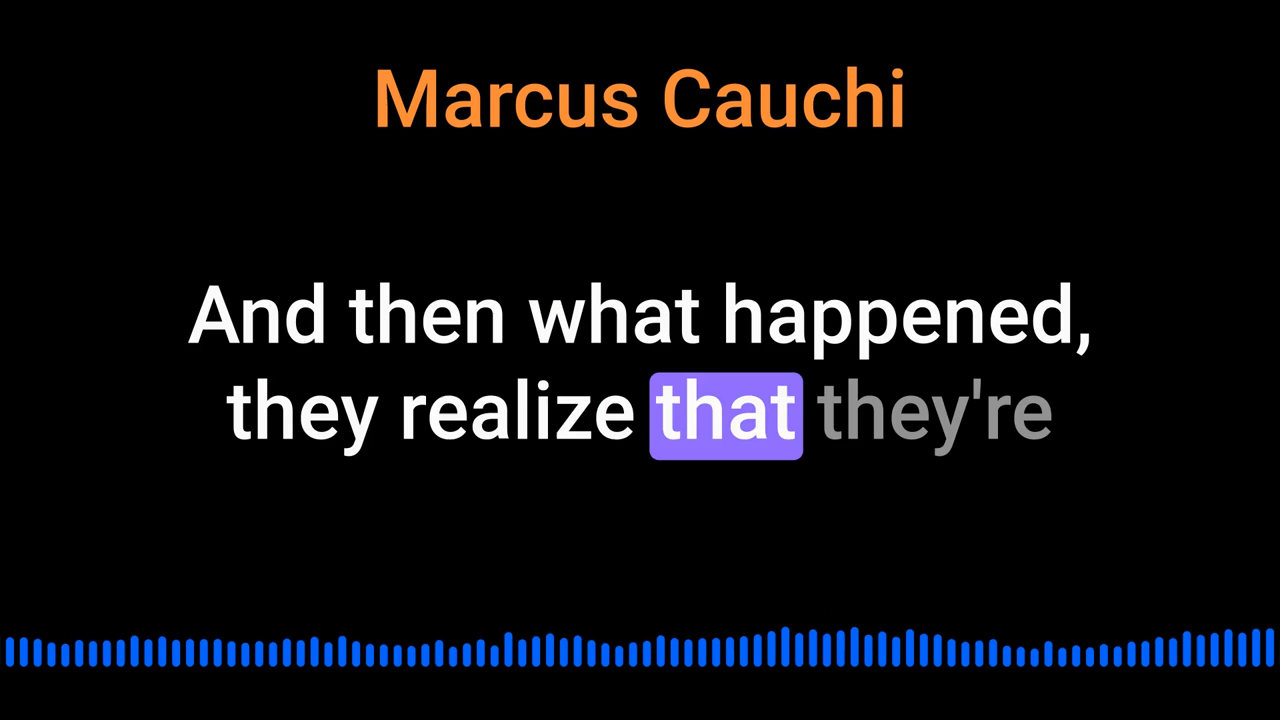 Marcus Cauchi
And then what happened,
they realize that they're